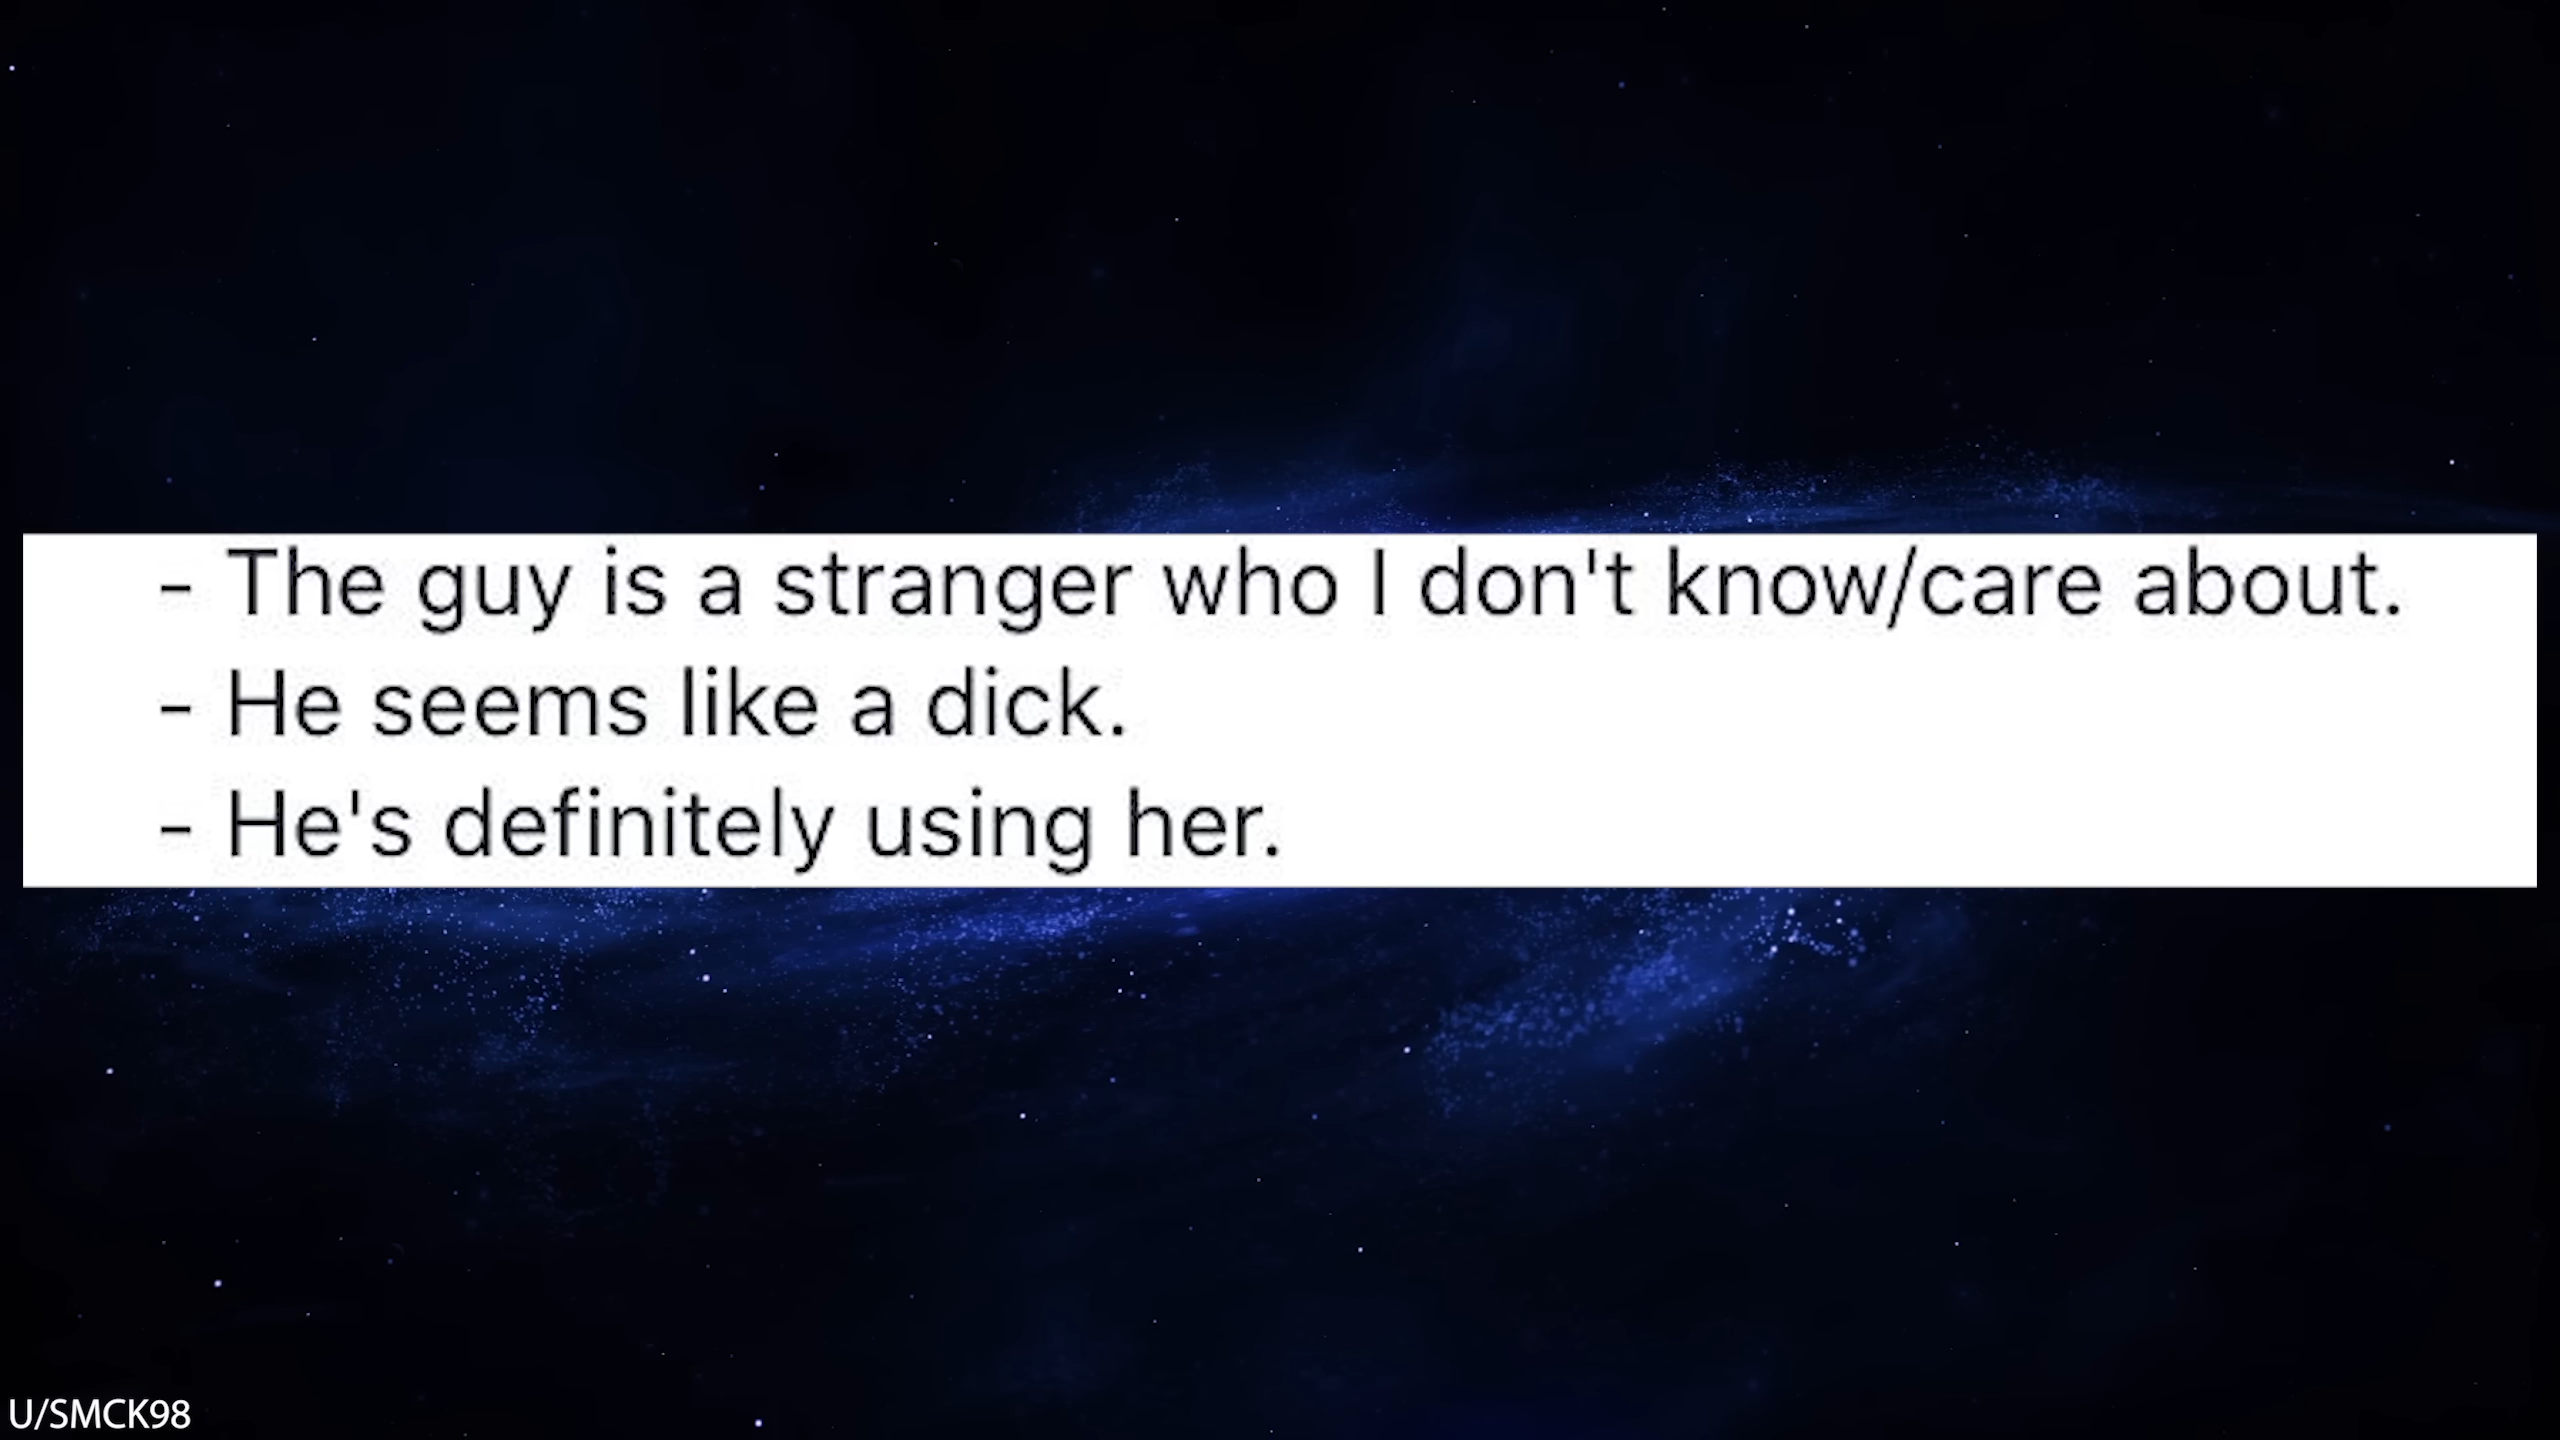 - The guy is a stranger who I don't know/care about.
- He seems like a dick.
- He's definitely using her.
U/SMCK98